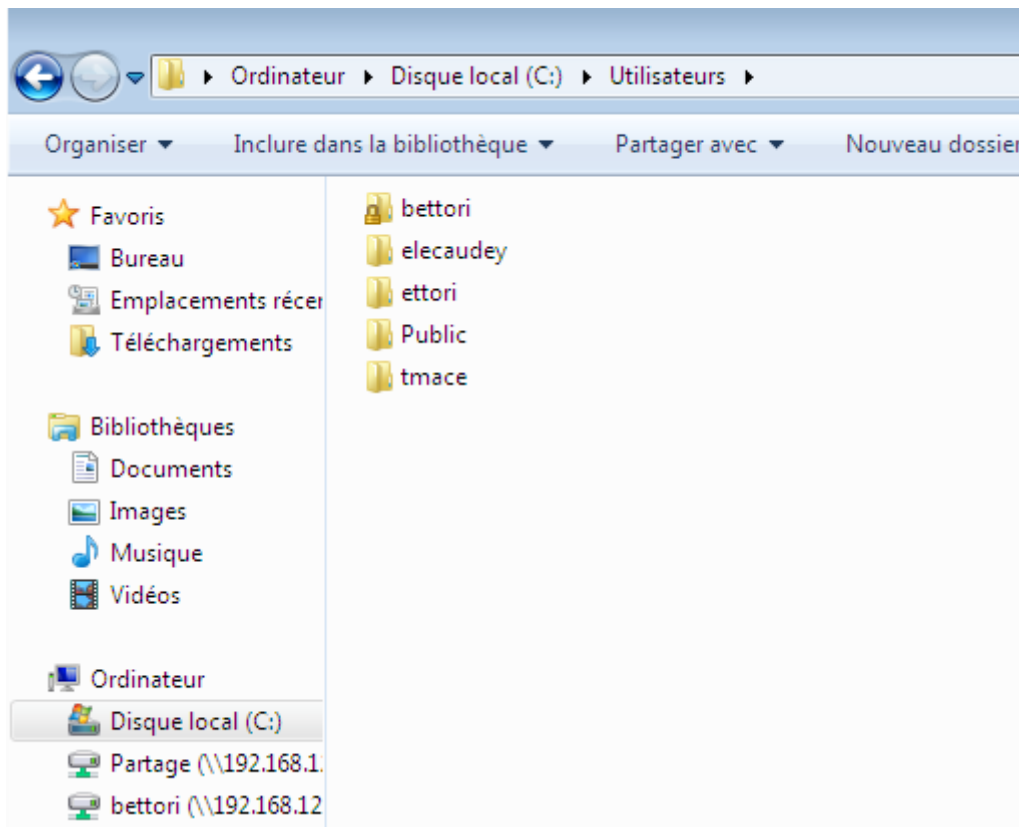 Ordinateur Disque local (C:) Utilisateurs
Organiser Inclure dans la bibliothèque Partager avec Nouveau dossier
Favoris
Bureau
Emplacements récer
Téléchargements
Bibliothèques
Documents
Images
Musique
Vidéos
Ordinateur
Disque local (C:)
Partage (\\192.168.1
bettori (\\192.168.12
bettori
elecaudey
ettori
Public
tmace